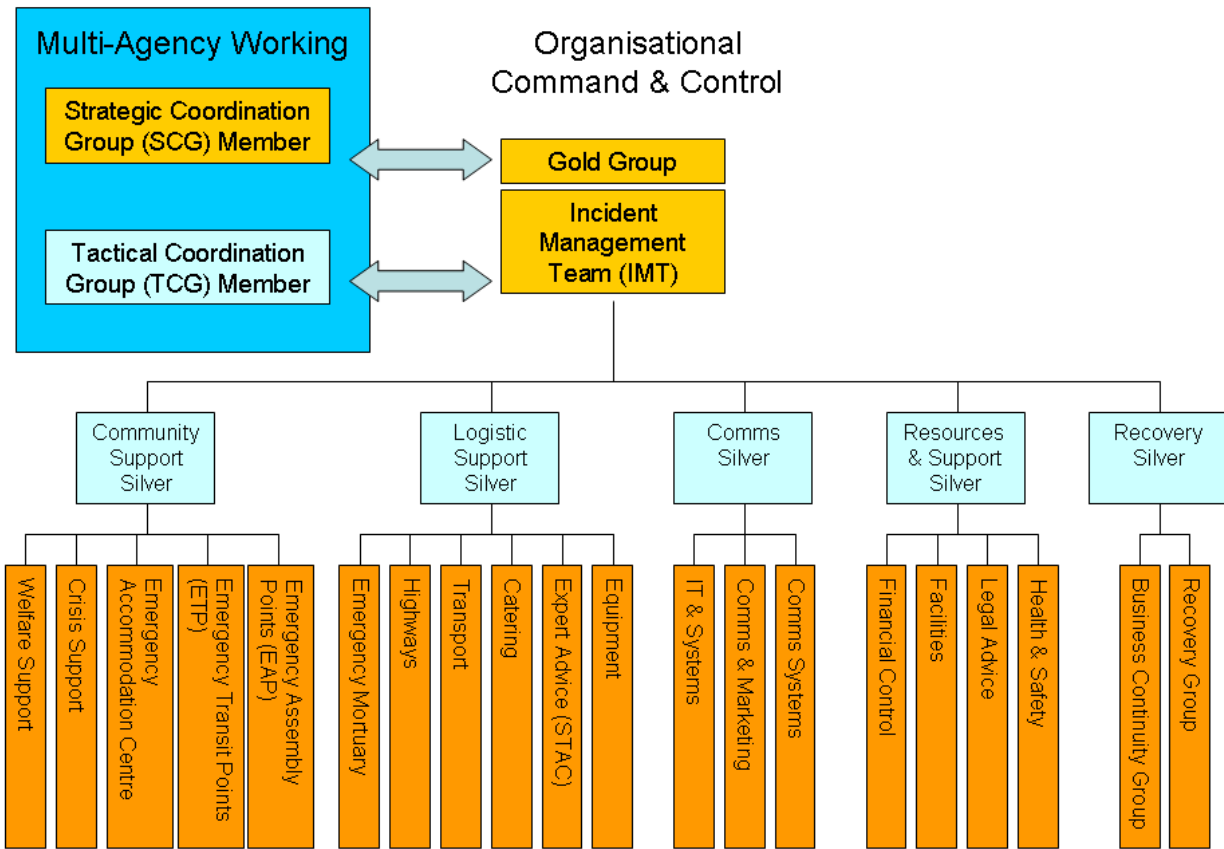 Multi-Agency Working
Organisational
Command & Control
Strategic Coordination
Group (SCG) Member
Gold Group
Incident
Management
Team (IMT)
Tactical Coordination
Group (TCG) Member
Community
Support
Silver
Logistic
Support
Silver
Comms
Silver
Resources
& Support
Silver
Recovery
Silver
Welfare Support
Crisis Support
Emergency
Accommodation Centre
Emergency Transit Points
(ETP)
Emergency Assembly
Points (EAP)
Emergency Mortuary
Highways
Transport
Catering
Expert Advice (STAC)
Equipment
IT & Systems
Comms & Marketing
Comms Systems
Financial Control
Facilities
Legal Advice
Health & Safety
Business Continuity Group
Recovery Group